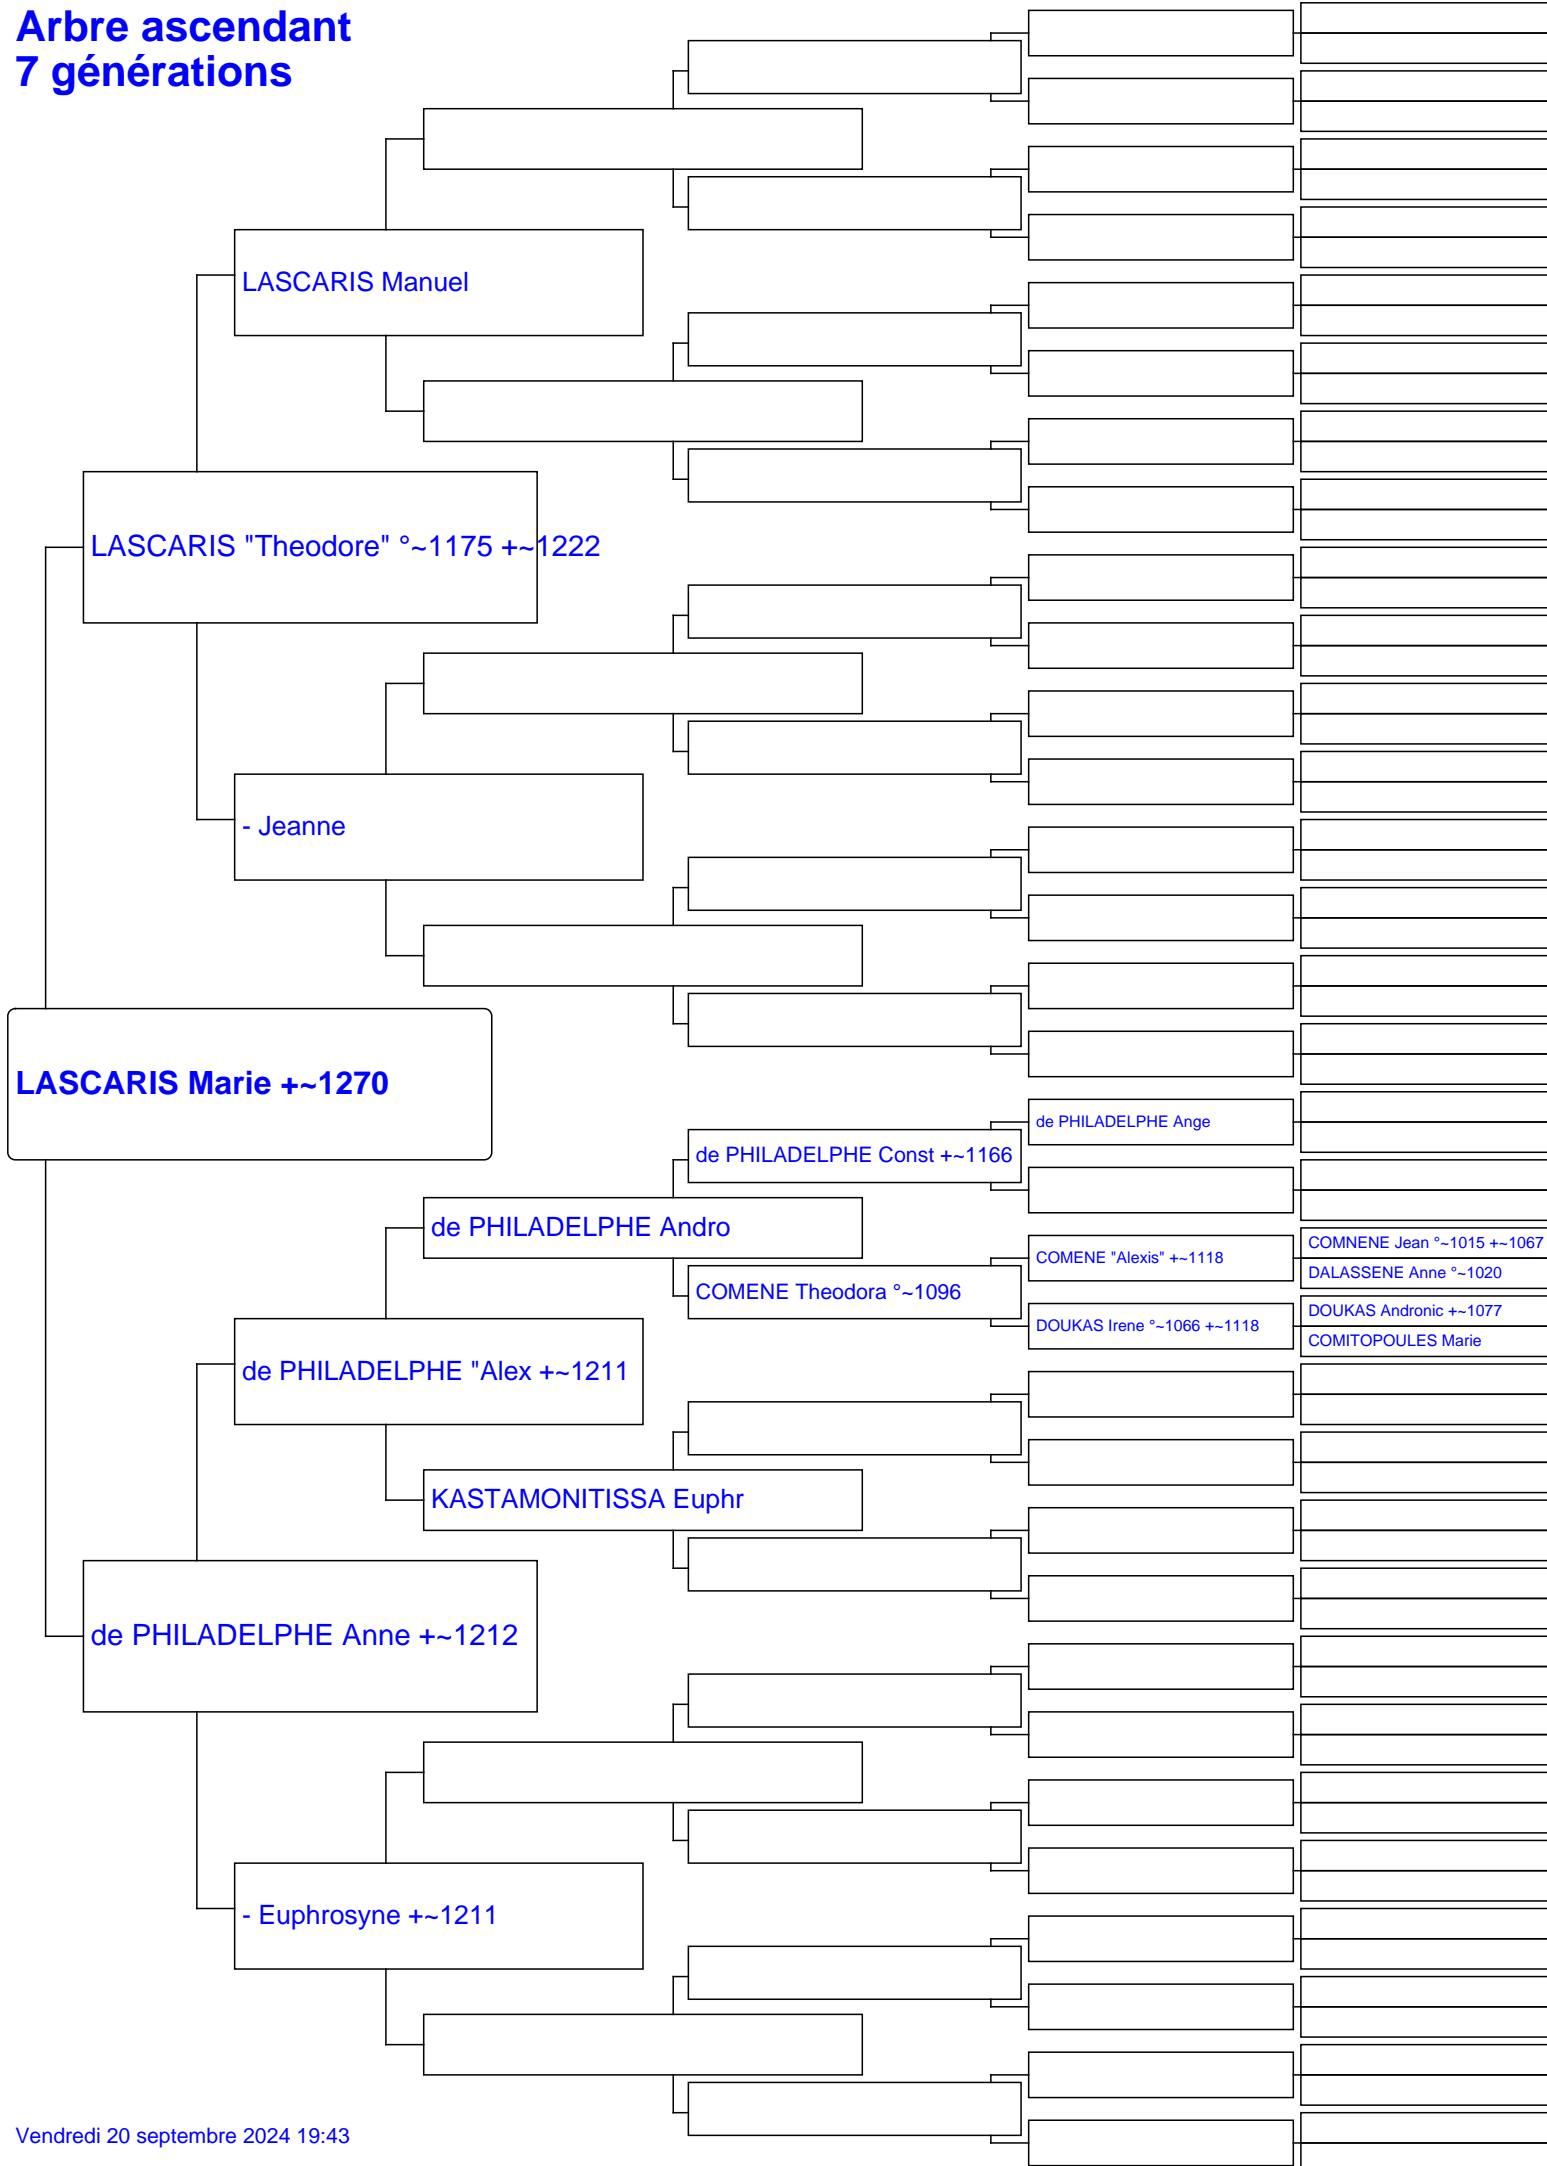 Arbre ascendant
7 générations
LASCARIS Manuel
LASCARIS "Theodore" °~1175 +~1222
- Jeanne
LASCARIS Marie +~1270
de PHILADELPHE Ange
de PHILADELPHE Const +~1166
de PHILADELPHE Andro
COMNENE Jean °~1015 +~1067
COMENE "Alexis" +~1118
DALASSENE Anne °~1020
COMENE Theodora °~1096
DOUKAS Andronic +~1077
DOUKAS Irene °~1066 +~1118
COMITOPOULES Marie
de PHILADELPHE "Alex +~1211
KASTAMONITISSA Euphr
de PHILADELPHE Anne +~1212
- Euphrosyne +~1211
Vendredi 20 septembre 2024 19:43